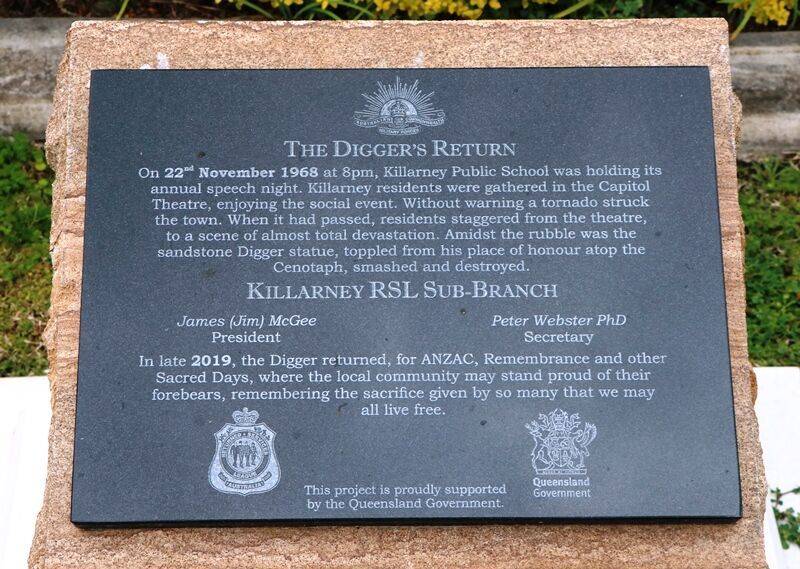 AUSTRALIAN COMMONWEALTH
MILITARY FORCES
THE DIGGER'S RETURN
On 22nd November 1968 at 8pm, Killarney Public School was holding its
annual speech night. Killarney residents were gathered in the Capitol
Theatre, enjoying the social event. Without warning a tornado struck
the town. When it had passed, residents staggered from the theatre,
to a scene of almost total devastation. Amidst the rubble was the
sandstone Digger statue, toppled from his place of honour atop the
Cenotaph, smashed and destroyed.
KILLARNEY RSL SUB-BRANCH
James (Jim) McGee Peter Webster PhD
President Secretary
In late 2019, the Digger returned, for ANZAC, Remembrance and other
Sacred Days, where the local community may stand proud of their
forebears, remembering the sacrifice given by so many that we may
all live free.
LEAGUE
AUSTRALIA
This project is proudly supported
by the Queensland Government.
Queensland
Government